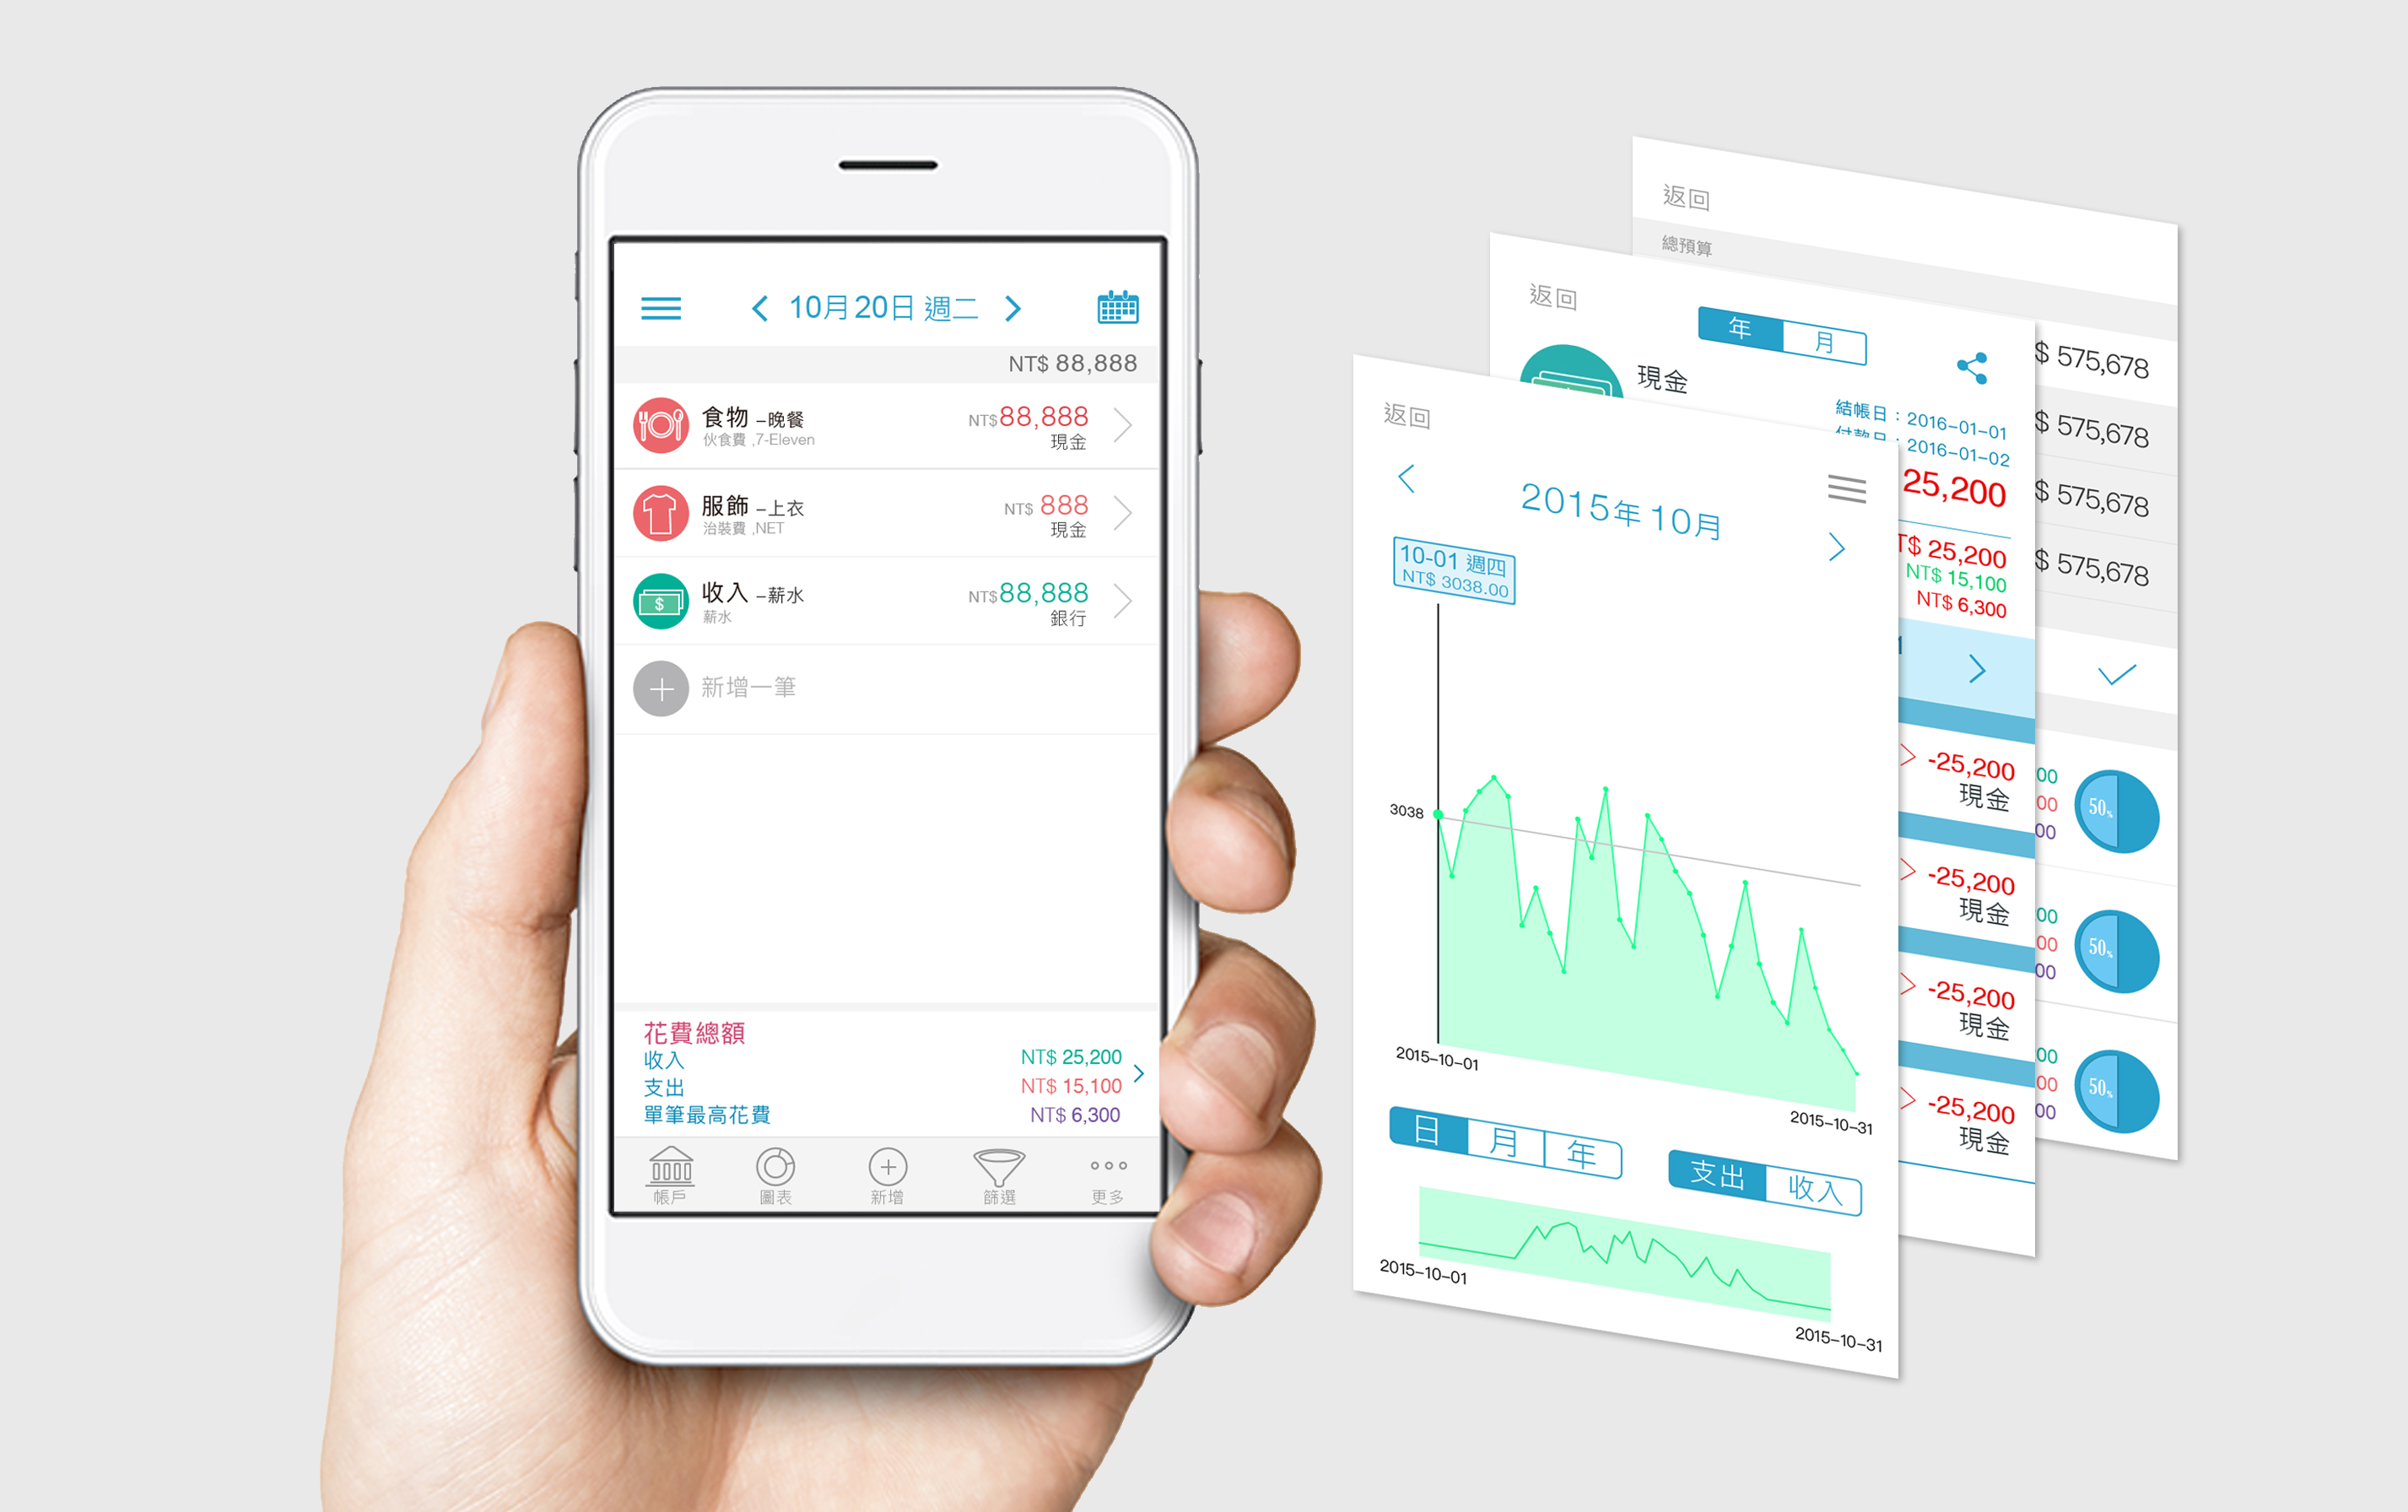 10月20日 週二
NT$ 88,888
食物 –晚餐
伙食費 ,7-Eleven
NT$88,888
現金
服飾 –上衣
治裝費 ,NET
NT$ 888
現金
收入 –薪水
薪水
NT$88,888
銀行
新增一筆
花費總額
收入 NT$ 25,200
支出 NT$ 15,100
單筆最高花費 NT$ 6,300
帳戶 圖表 新增 篩選 更多
返回
2015年 10月
10-01 週四
NT$ 3038.00
3038
2015–10–01
2015–10–31
日 月 年
支出 收入
2015–10–01
2015–10–31
返回
年 月
現金
結帳日：2016–01–01
付款日：2016–01–02
25,200
T$ 25,200
NT$ 15,100
NT$ 6,300
-25,200
現金
-25,200
現金
-25,200
現金
-25,200
現金
返回
總預算
$ 575,678
$ 575,678
$ 575,678
$ 575,678
00
00
00
50%
00
00
00
50%
00
00
00
50%